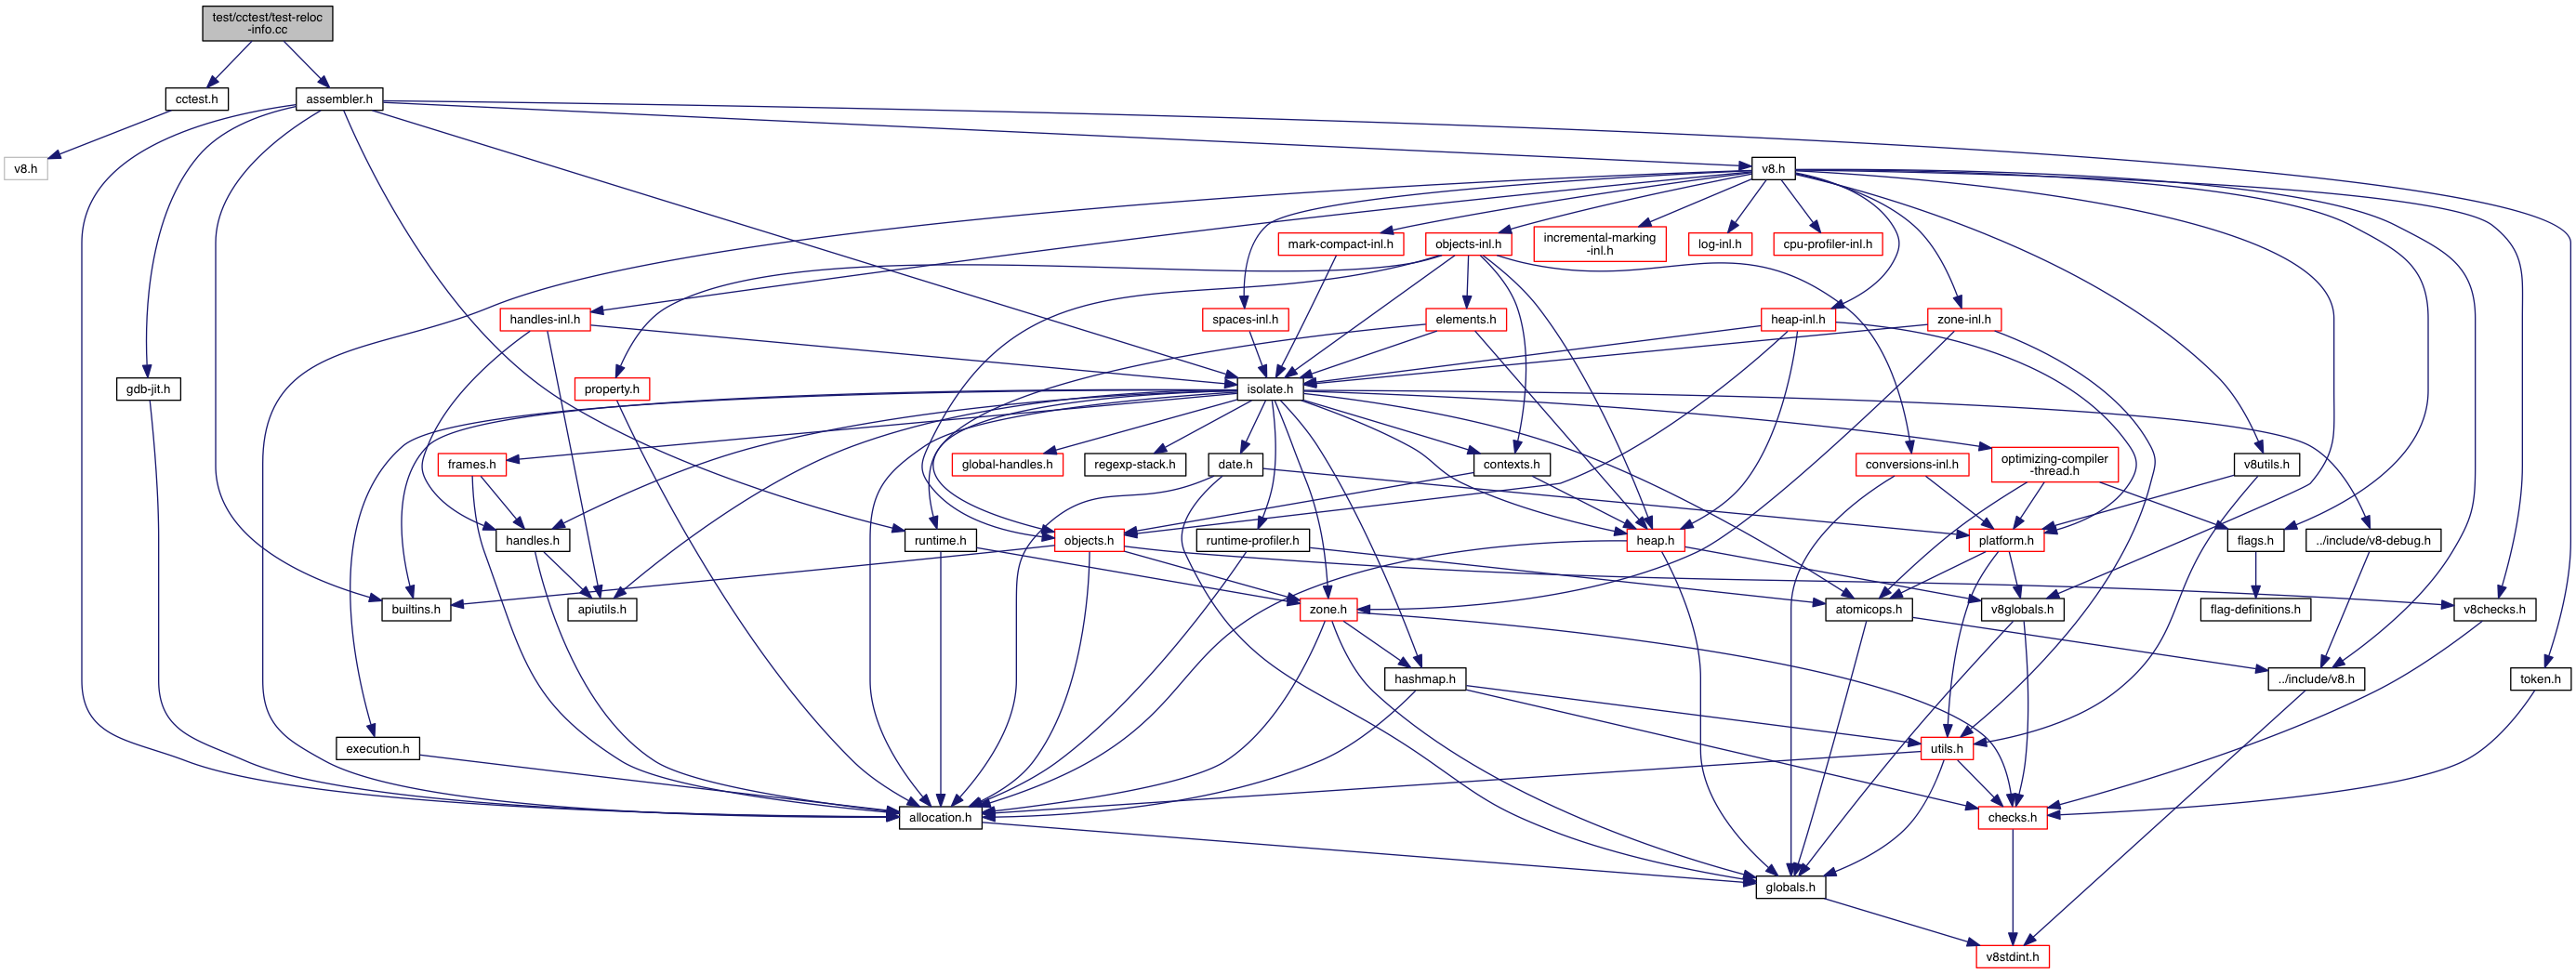 test/cctest/test-reloc
-info.cc
cctest.h
assembler.h
v8.h
v8.h
mark-compact-inl.h
objects-inl.h
incremental-marking
-inl.h
log-inl.h
cpu-profiler-inl.h
handles-inl.h
spaces-inl.h
elements.h
heap-inl.h
zone-inl.h
gdb-jit.h
property.h
isolate.h
frames.h
global-handles.h
regexp-stack.h
date.h
contexts.h
conversions-inl.h
optimizing-compiler
-thread.h
v8utils.h
handles.h
runtime.h
objects.h
runtime-profiler.h
heap.h
platform.h
flags.h
../include/v8-debug.h
builtins.h
apiutils.h
zone.h
atomicops.h
v8globals.h
flag-definitions.h
v8checks.h
hashmap.h
../include/v8.h
token.h
execution.h
utils.h
allocation.h
checks.h
globals.h
v8stdint.h